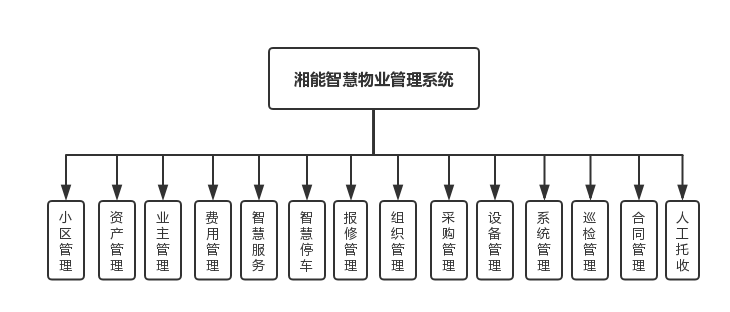 湘能智慧物业管理系统
小区管理
资产管理
业主管理
费用管理
智慧服务
智慧停车
报修管理
组织管理
采购管理
设备管理
系统管理
巡检管理
合同管理
人工托收